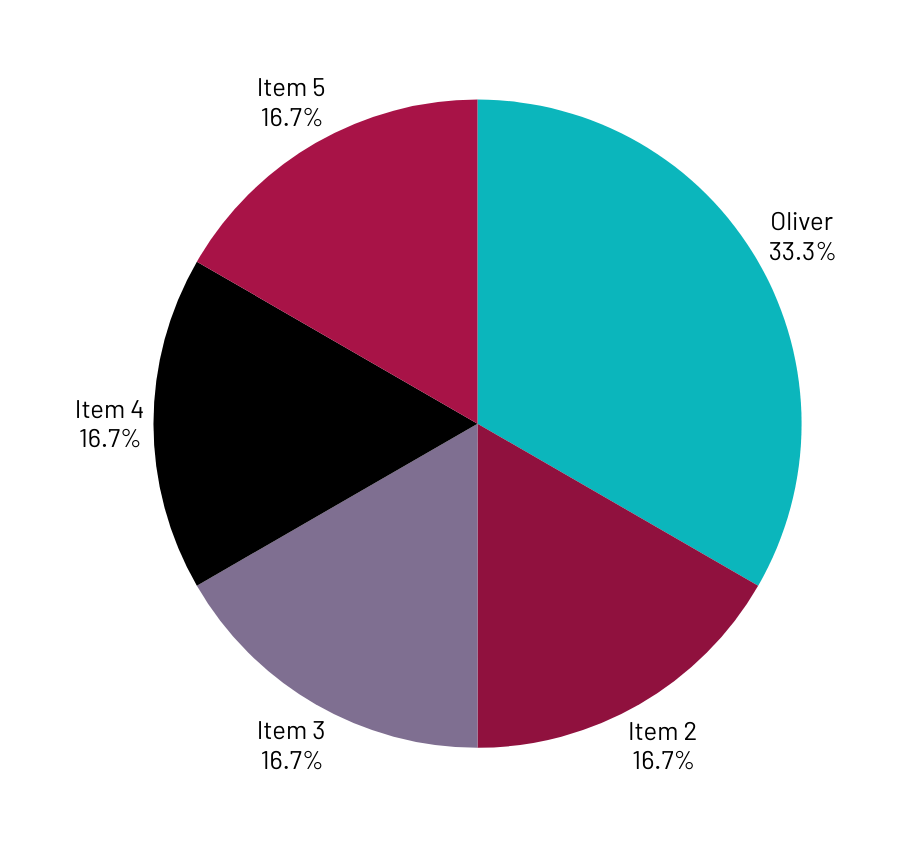 Item 5
16.7%
Oliver
33.3%
Item 4
16.7%
Item 3
16.7%
Item 2
16.7%